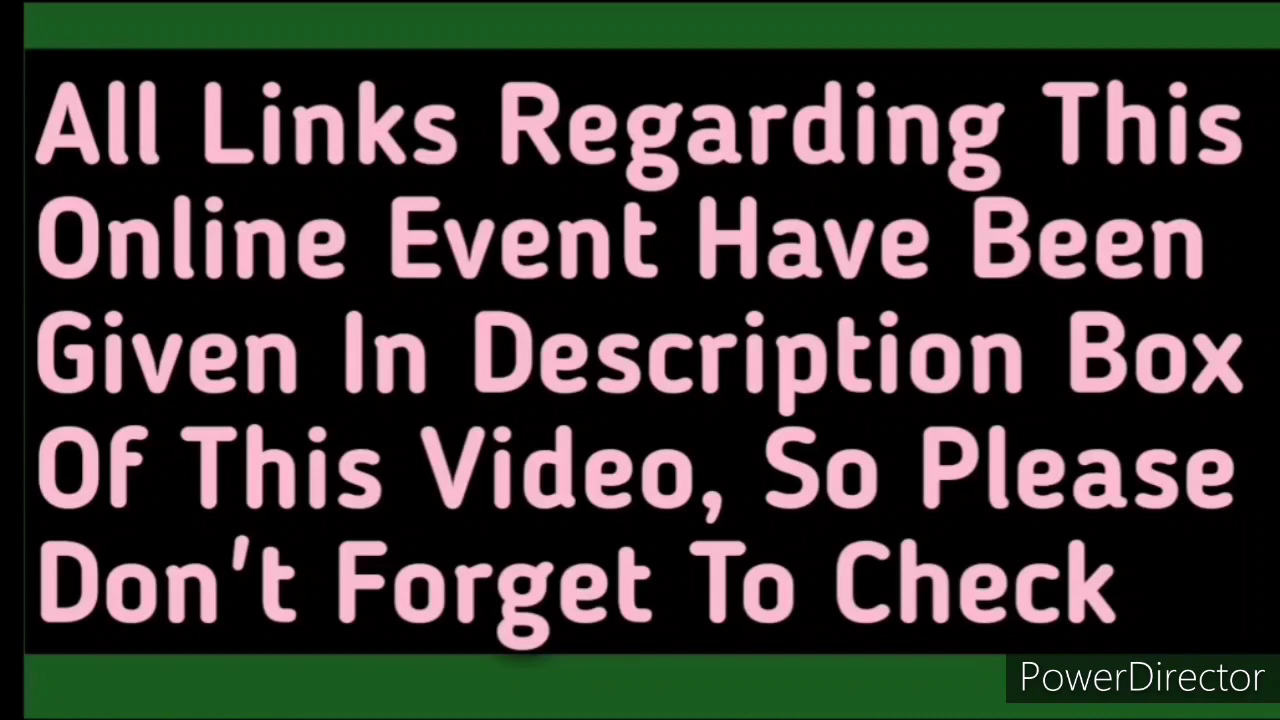 All Links Regarding This
Online Event Have Been
Given In Description Box
Of This Video, So Please
Don't Forget To Check
PowerDirector